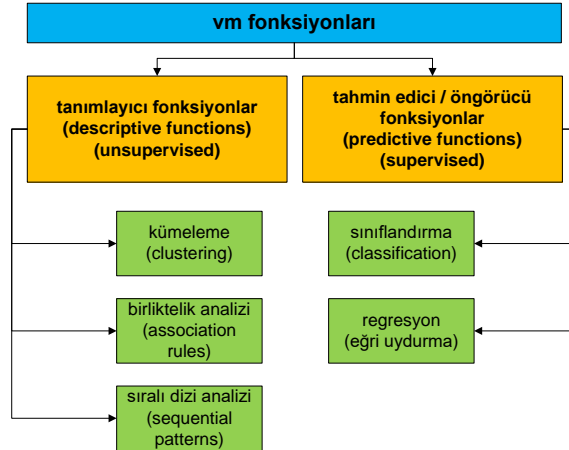 vm fonksiyonları
tanımlayıcı fonksiyonlar
(descriptive functions)
(unsupervised)
tahmin edici / öngörücü
fonksiyonlar
(predictive functions)
(supervised)
kümeleme
(clustering)
sınıflandırma
(classification)
birliktelik analizi
(association
rules)
regresyon
(eğri uydurma)
sıralı dizi analizi
(sequential
patterns)